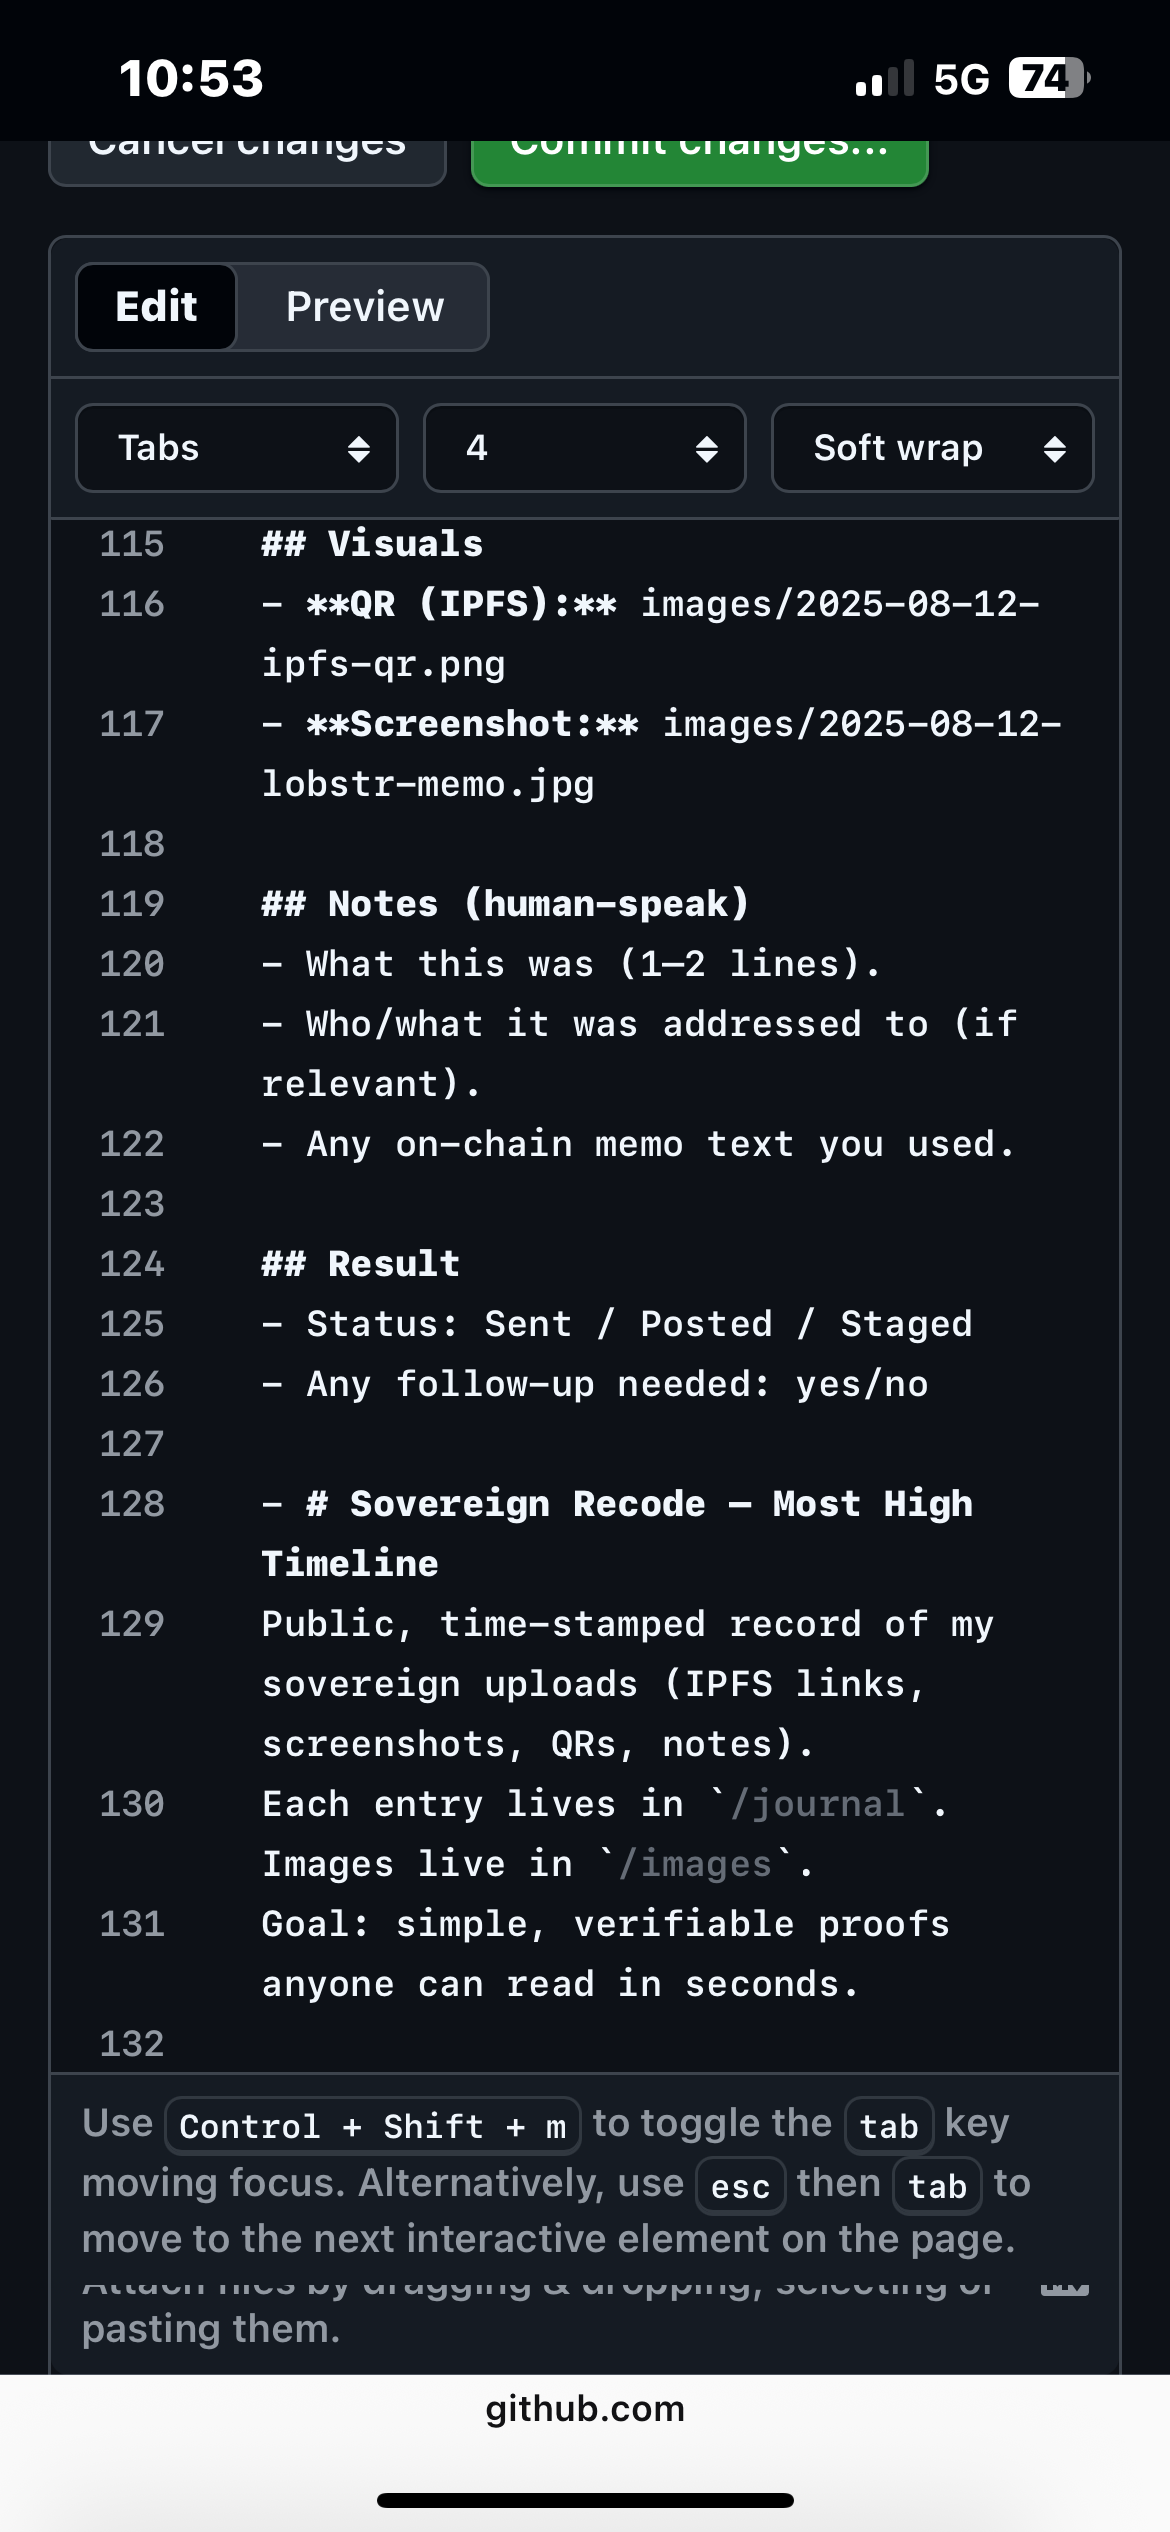 10:53
5G
74
Cancel changes
Commit changes...
Edit
Preview
Tabs
4
Soft wrap
115 ## Visuals
116 - **QR (IPFS):** images/2025-08-12-
ipfs-qr.png
117 - **Screenshot:** images/2025-08-12-
lobstr-memo.jpg
118
119 ## Notes (human-speak)
120 - What this was (1–2 lines).
121 - Who/what it was addressed to (if
relevant).
122 - Any on-chain memo text you used.
123
124 ## Result
125 - Status: Sent / Posted / Staged
126 - Any follow-up needed: yes/no
127
128 - # Sovereign Recode — Most High
Timeline
129 Public, time-stamped record of my
sovereign uploads (IPFS links,
screenshots, QRs, notes).
130 Each entry lives in `/journal`.
Images live in `/images`.
131 Goal: simple, verifiable proofs
anyone can read in seconds.
132
Use Control + Shift + m to toggle the tab key
moving focus. Alternatively, use esc then tab to
move to the next interactive element on the page.
Attach files by dragging & dropping, selecting or
pasting them.
github.com